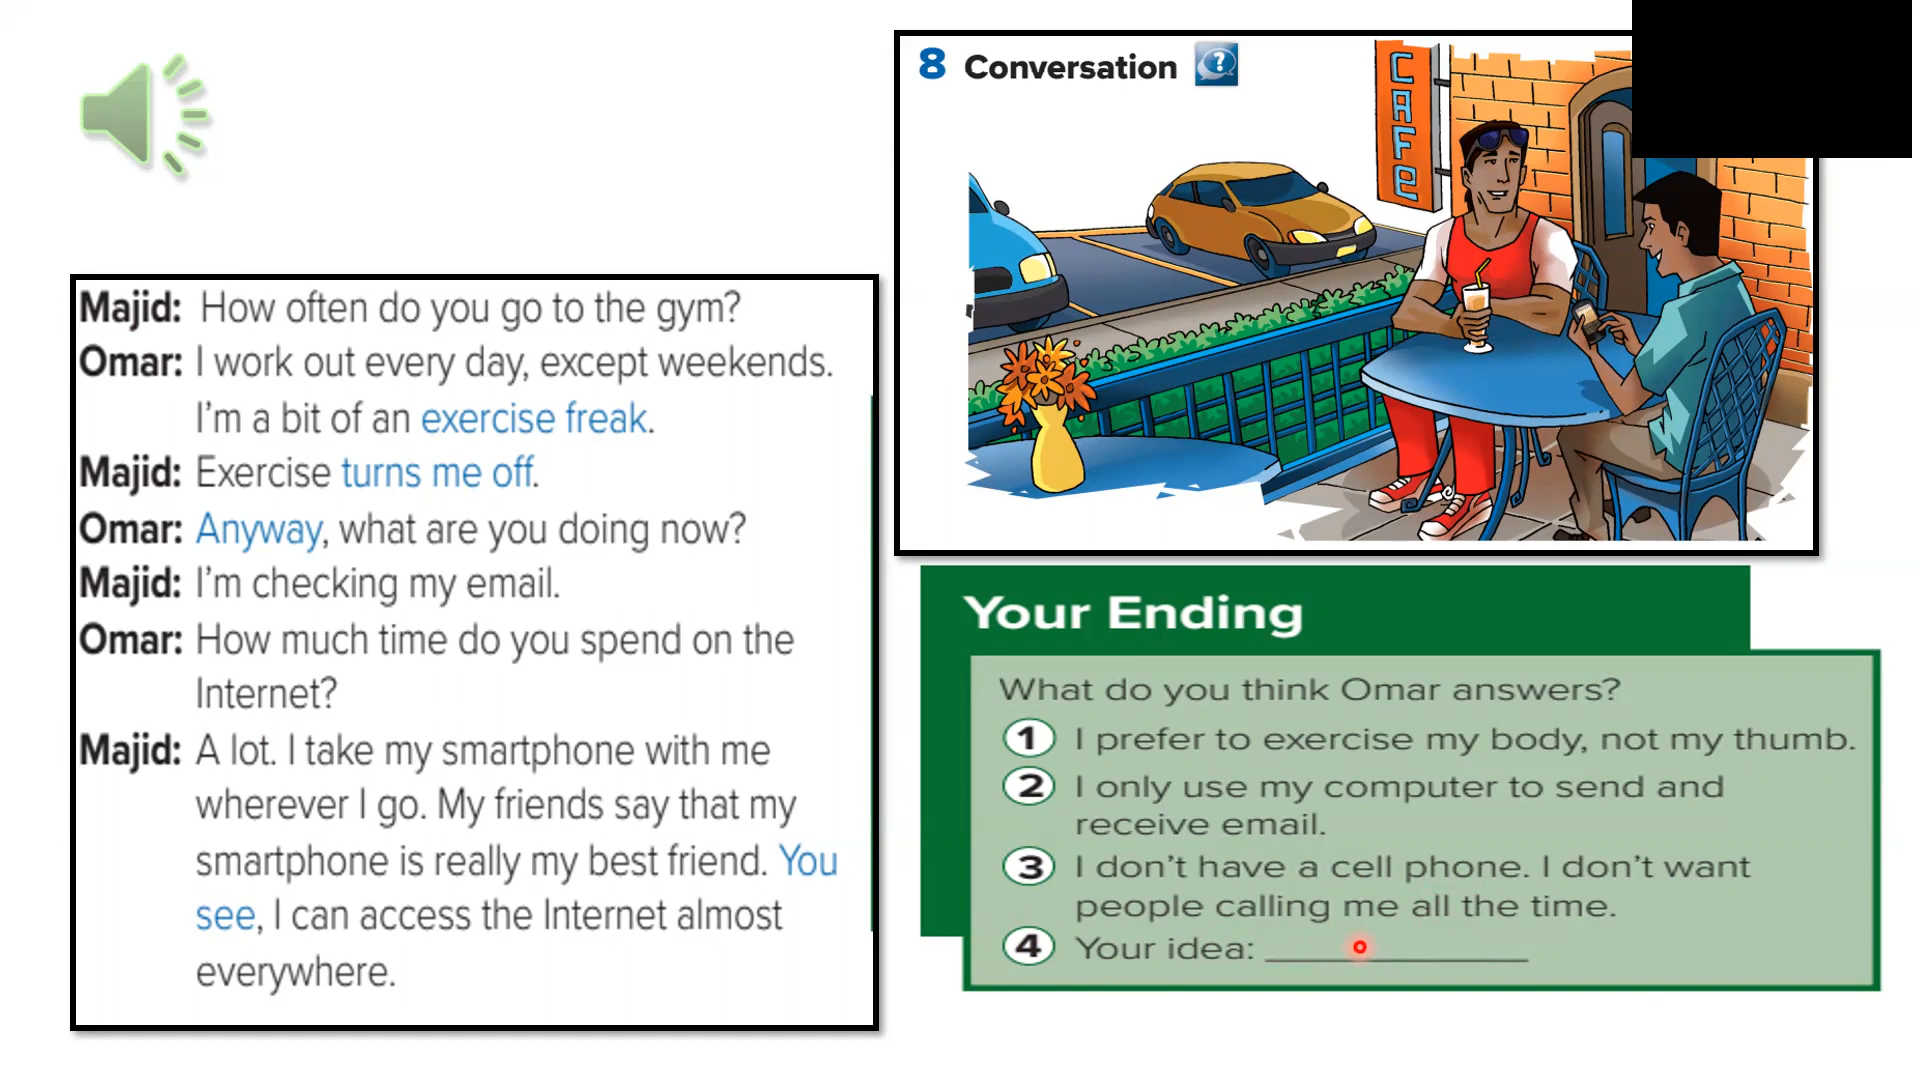 8 Conversation
?
CAFe
Majid: How often do you go to the gym?
Omar: I work out every day, except weekends.
I'm a bit of an exercise freak.
Majid: Exercise turns me off.
Omar: Anyway, what are you doing now?
Majid: I'm checking my email.
Omar: How much time do you spend on the
Internet?
Majid: A lot. I take my smartphone with me
wherever I go. My friends say that my
smartphone is really my best friend. You
see, I can access the Internet almost
everywhere.
Your Ending
What do you think Omar answers?
1 I prefer to exercise my body, not my thumb.
2 I only use my computer to send and
receive email.
3 I don't have a cell phone. I don't want
people calling me all the time.
4 Your idea: ______________